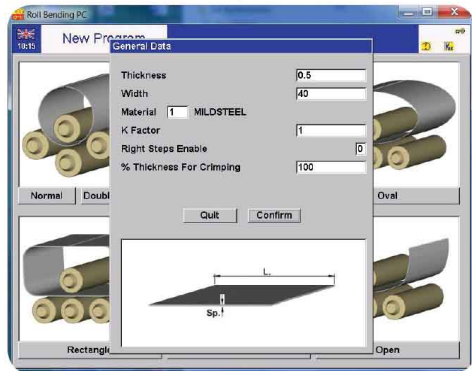 Roll Bending PC
10:15
New Program
General Data
Thickness 0.5
Width 40
Material 1 MILDSTEEL
K Factor 1
Right Steps Enable 0
% Thickness For Crimping 100
Quit Confirm
Normal Doubl Oval
L.
Sp.
Rectangle Open